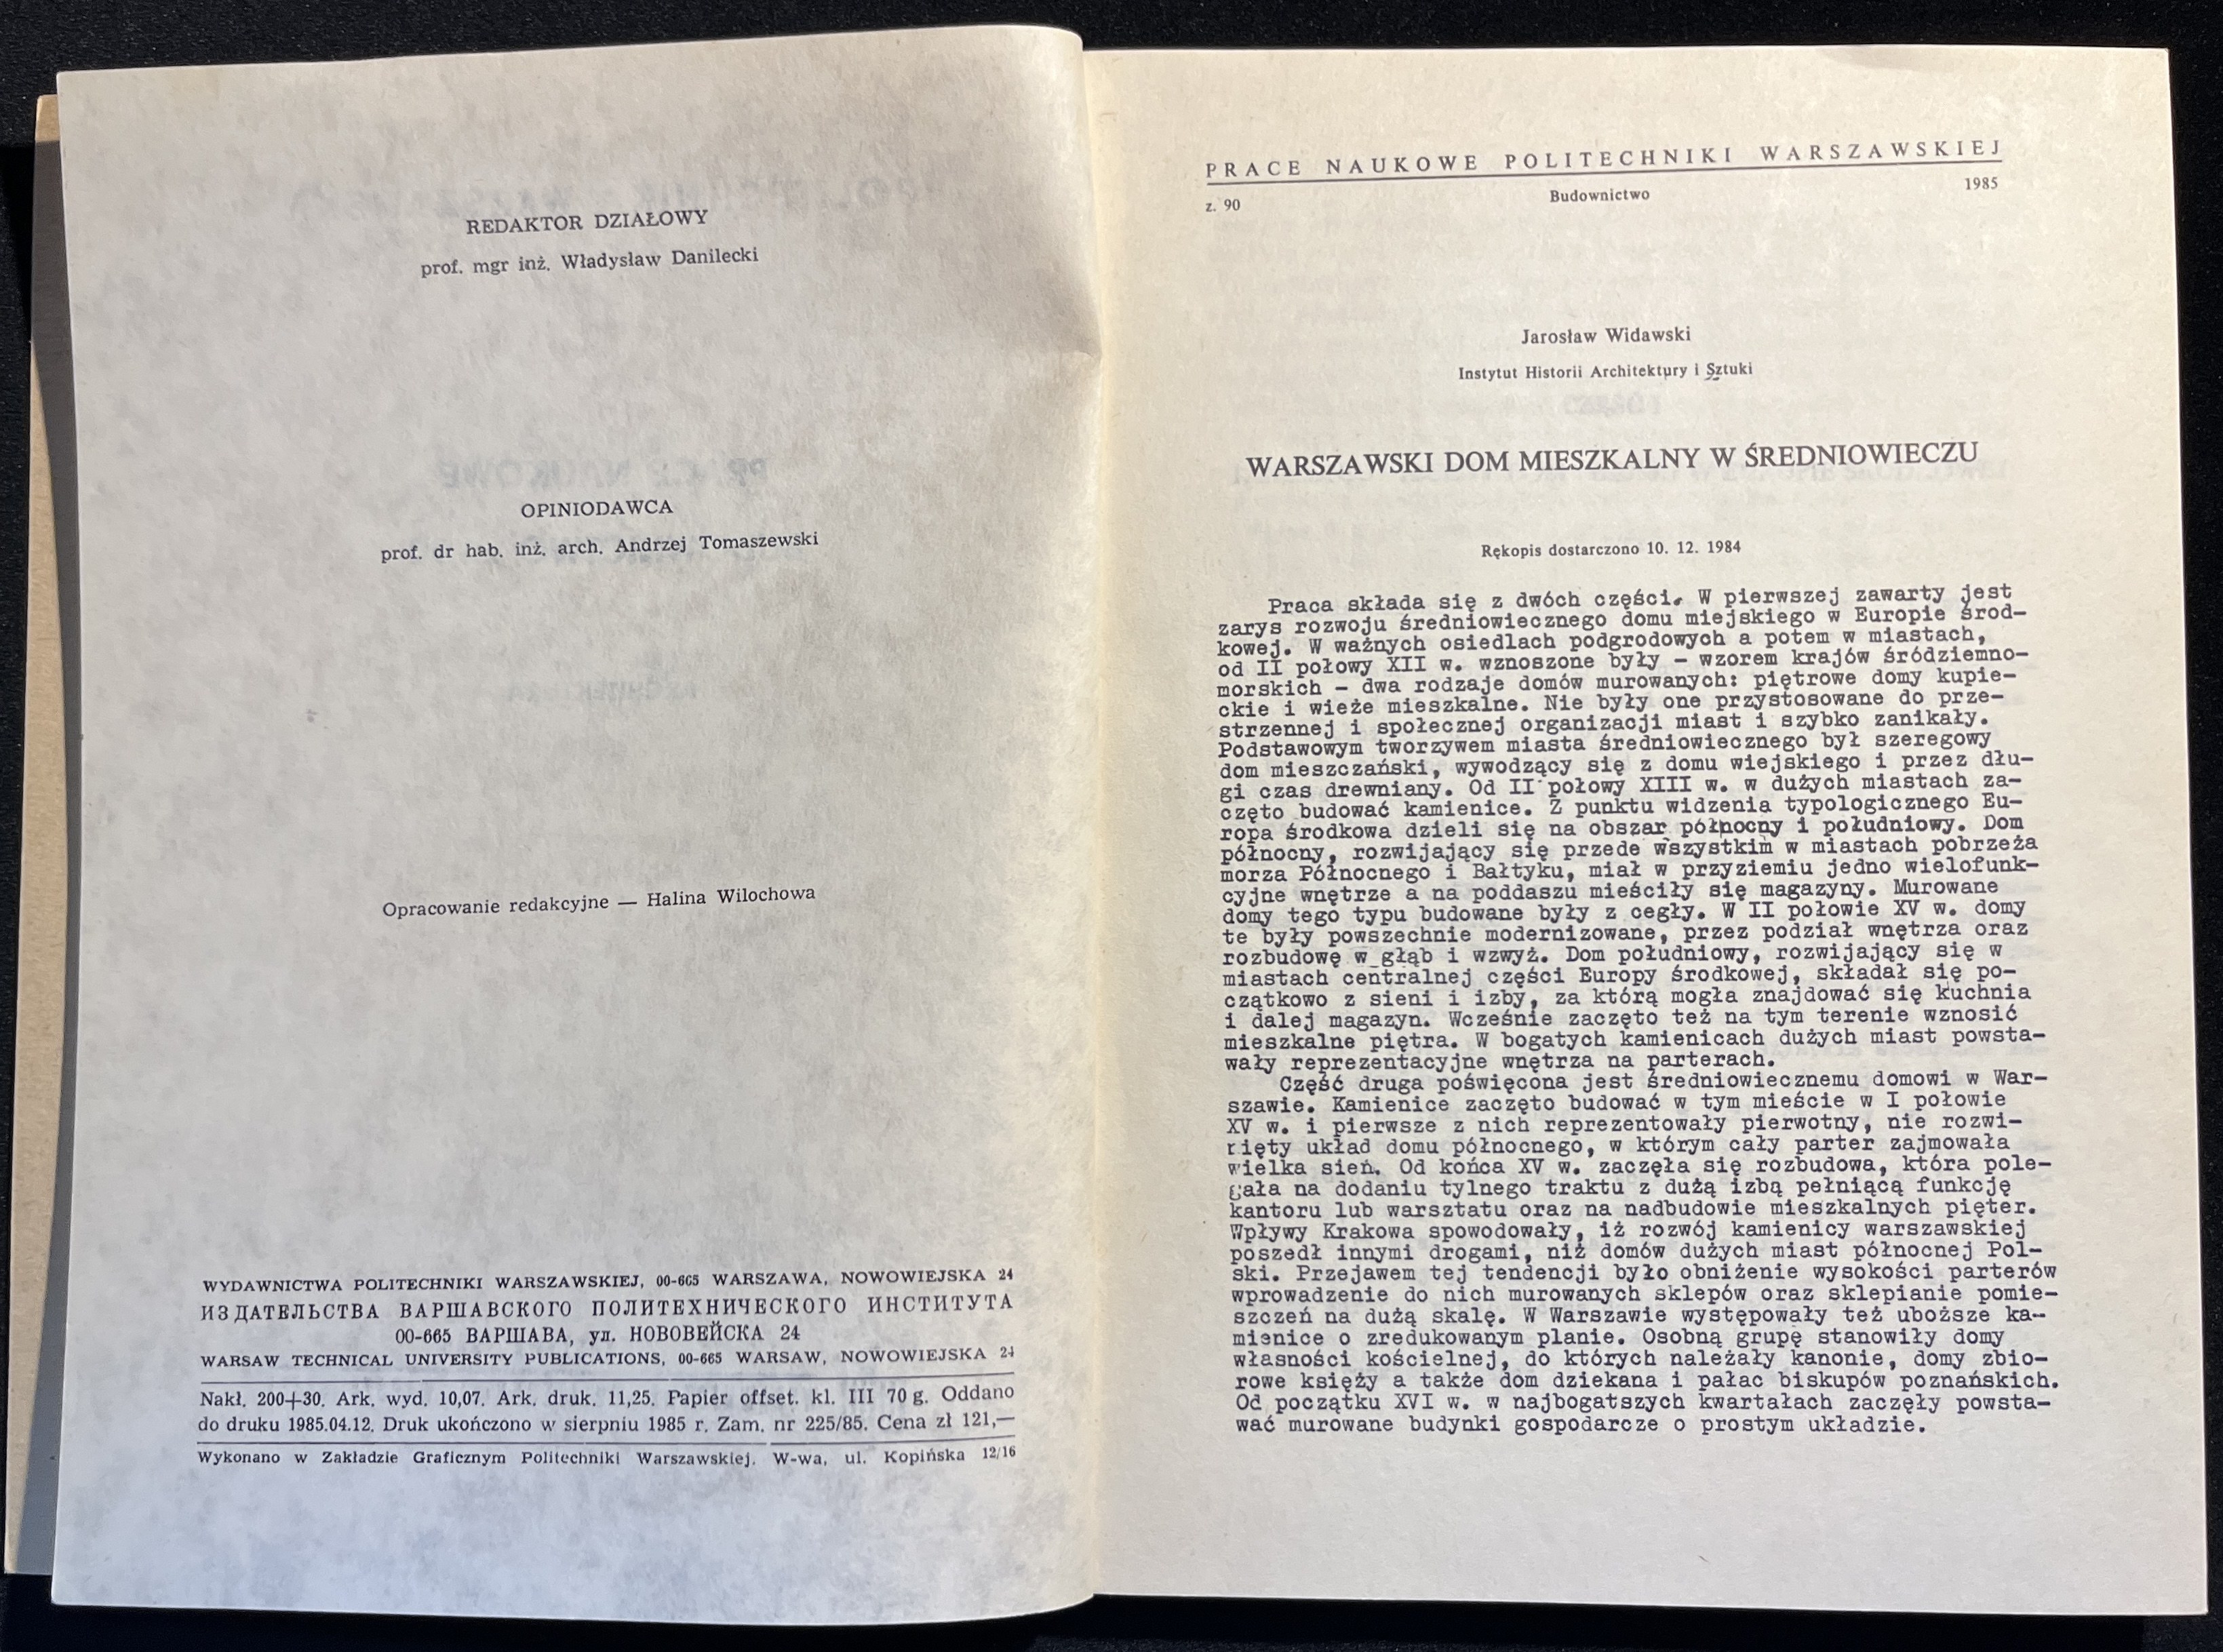 REDAKTOR DZIAŁOWY
prof. mgr inż. Władysław Danilecki
OPINIODAWCA
prof. dr hab. inż. arch. Andrzej Tomaszewski
Opracowanie redakcyjne — Halina Wilochowa
WYDAWNICTWA POLITECHNIKI WARSZAWSKIEJ, 00-665 WARSZAWA, NOWOWIEJSKA 24
ИЗДАТЕЛЬСТВА ВАРШАВСКОГО ПОЛИТЕХНИЧЕСКОГО ИНСТИТУТА
00-665 ВАРШАВА, ул. НОВОВЕЙСКА 24
WARSAW TECHNICAL UNIVERSITY PUBLICATIONS, 00-665 WARSAW, NOWOWIEJSKA 24
Nakł. 200+30. Ark. wyd. 10,07. Ark. druk. 11,25. Papier offset. kl. III 70 g. Oddano
do druku 1985.04.12. Druk ukończono w sierpniu 1985 r. Zam. nr 225/85. Cena zł 121,—
Wykonano w Zakładzie Graficznym Politechniki Warszawskiej. W-wa, ul. Kopińska 12/16
PRACE NAUKOWE POLITECHNIKI WARSZAWSKIEJ
z. 90 Budownictwo 1985
Jarosław Widawski
Instytut Historii Architektury i Sztuki
WARSZAWSKI DOM MIESZKALNY W ŚREDNIOWIECZU
Rękopis dostarczono 10. 12. 1984
Praca składa się z dwóch części. W pierwszej zawarty jest
zarys rozwoju średniowiecznego domu miejskiego w Europie środ-
kowej. W ważnych osiedlach podgrodowych a potem w miastach,
od II połowy XII w. wznoszone były – wzorem krajów śródziemno-
morskich – dwa rodzaje domów murowanych: piętrowe domy kupie-
ckie i wieże mieszkalne. Nie były one przystosowane do prze-
strzennej i społecznej organizacji miast i szybko zanikały.
Podstawowym tworzywem miasta średniowiecznego był szeregowy
dom mieszczański, wywodzący się z domu wiejskiego i przez dłu-
gi czas drewniany. Od II połowy XIII w. w dużych miastach za-
częto budować kamienice. Z punktu widzenia typologicznego Eu-
ropa środkowa dzieli się na obszar północny i południowy. Dom
północny, rozwijający się przede wszystkim w miastach pobrzeża
morza Północnego i Bałtyku, miał w przyziemiu jedno wielofunk-
cyjne wnętrze a na poddaszu mieściły się magazyny. Murowane
domy tego typu budowane były z cegły. W II połowie XV w. domy
te były powszechnie modernizowane, przez podział wnętrza oraz
rozbudowę w głąb i wzwyż. Dom południowy, rozwijający się w
miastach centralnej części Europy środkowej, składał się po-
czątkowo z sieni i izby, za którą mogła znajdować się kuchnia
i dalej magazyn. Wcześnie zaczęto też na tym terenie wznosić
mieszkalne piętra. W bogatych kamienicach dużych miast powsta-
wały reprezentacyjne wnętrza na parterach.
Część druga poświęcona jest średniowiecznemu domowi w War-
szawie. Kamienice zaczęto budować w tym mieście w I połowie
XV w. i pierwsze z nich reprezentowały pierwotny, nie rozwi-
nięty układ domu północnego, w którym cały parter zajmowała
wielka sień. Od końca XV w. zaczęła się rozbudowa, która pole-
gała na dodaniu tylnego traktu z dużą izbą pełniącą funkcję
kantoru lub warsztatu oraz na nadbudowie mieszkalnych pięter.
Wpływy Krakowa spowodowały, iż rozwój kamienicy warszawskiej
poszedł innymi drogami, niż domów dużych miast północnej Pol-
ski. Przejawem tej tendencji było obniżenie wysokości parterów
wprowadzenie do nich murowanych sklepów oraz sklepianie pomie-
szczeń na dużą skalę. W Warszawie występowały też uboższe ka-
mienice o zredukowanym planie. Osobną grupę stanowiły domy
własności kościelnej, do których należały kanonie, domy zbio-
rowe księży a także dom dziekana i pałac biskupów poznańskich.
Od początku XVI w. w najbogatszych kwartałach zaczęły powsta-
wać murowane budynki gospodarcze o prostym układzie.